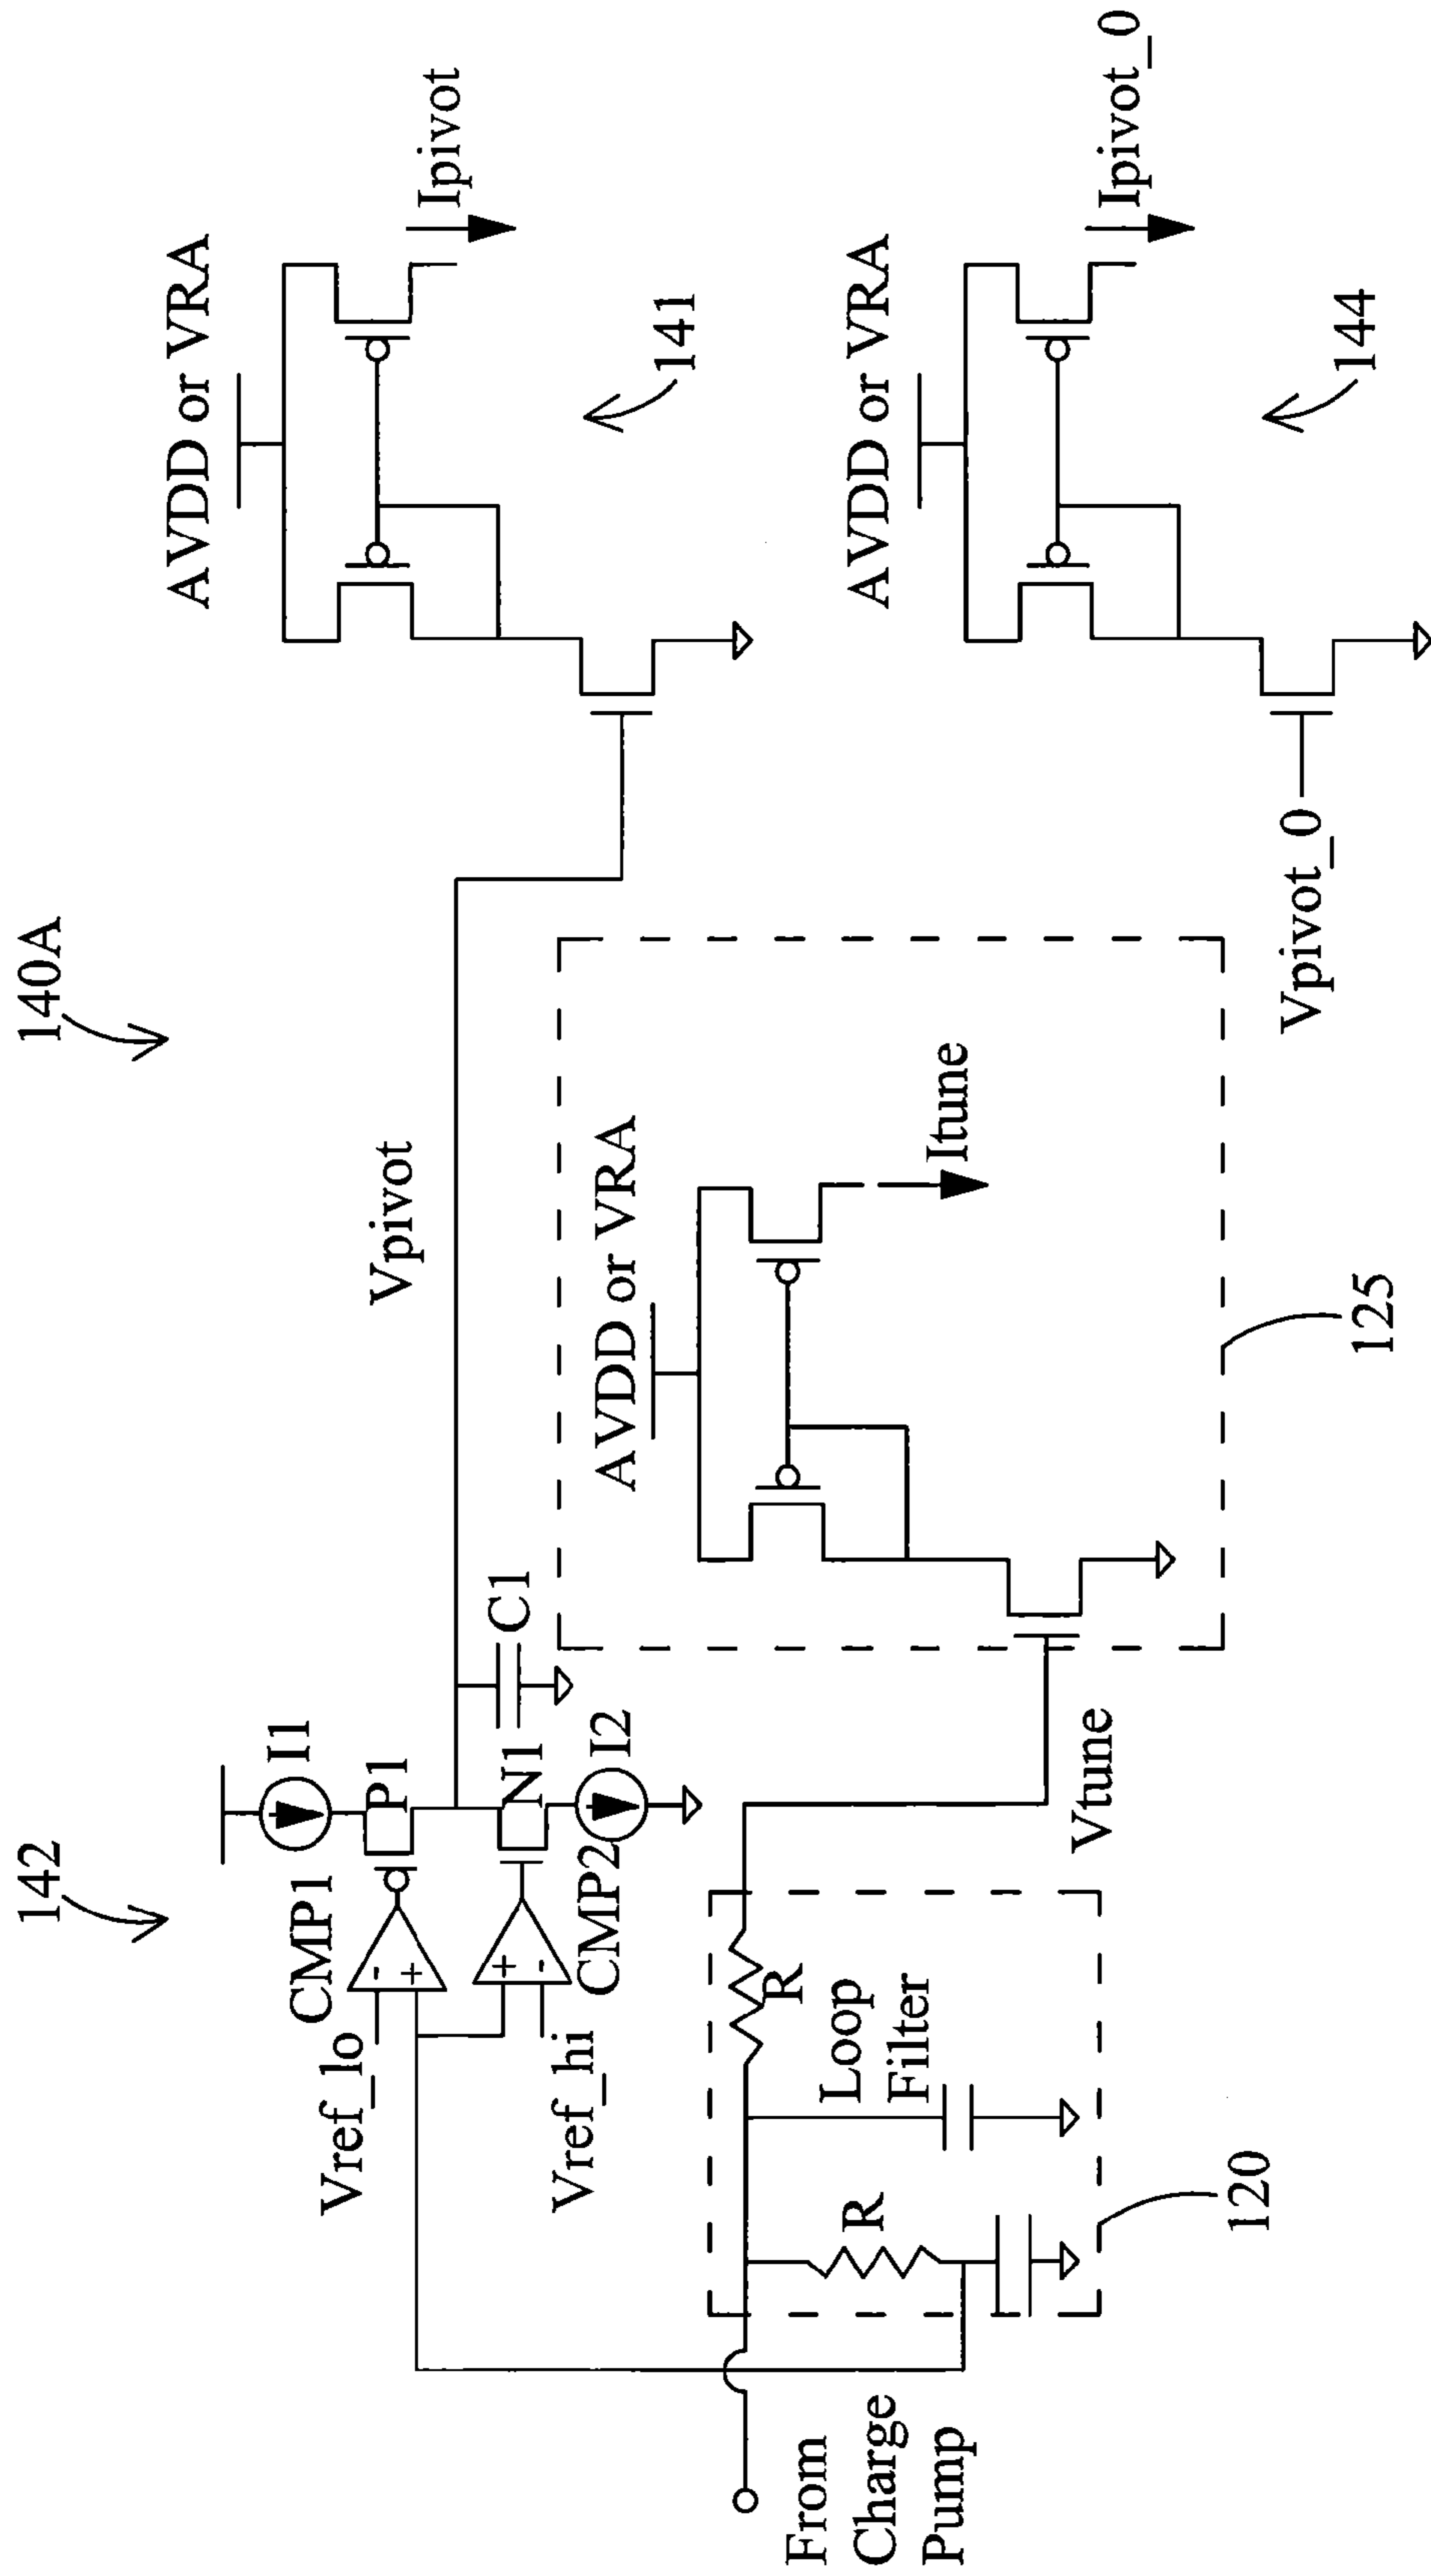 140A
142
AVDD or VRA
Ipivot
141
Vpivot
I1
P1
CMP1
-
+
Vref_lo
C1
N1
I2
CMP2
+
-
Vref_hi
AVDD or VRA
Itune
125
AVDD or VRA
Ipivot_0
144
Vpivot_0
Vtune
R
Loop
Filter
R
120
From
Charge
Pump